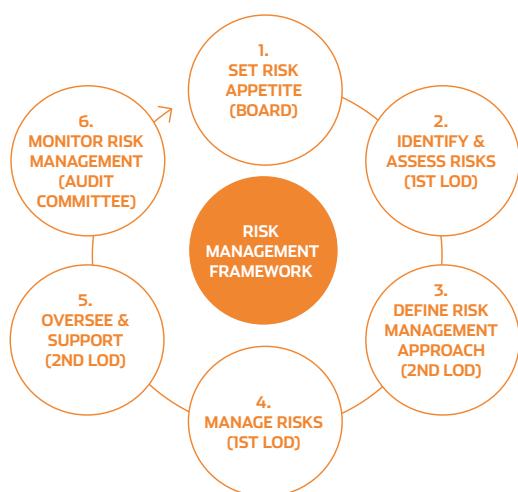 1.
SET RISK
APPETITE
(BOARD)
2.
IDENTIFY &
ASSESS RISKS
(1ST LOD)
3.
DEFINE RISK
MANAGEMENT
APPROACH
(2ND LOD)
4.
MANAGE RISKS
(1ST LOD)
5.
OVERSEE &
SUPPORT
(2ND LOD)
6.
MONITOR RISK
MANAGEMENT
(AUDIT
COMMITTEE)
RISK
MANAGEMENT
FRAMEWORK